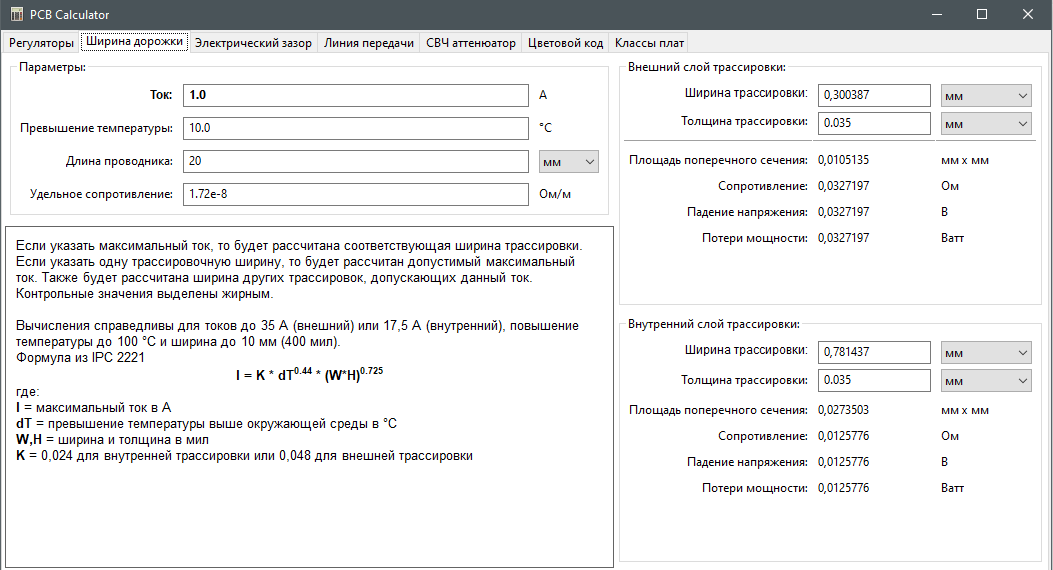 PCB Calculator
Регуляторы Ширина дорожки Электрический зазор Линия передачи СВЧ аттенюатор Цветовой код Классы плат
Параметры:
Ток: 1.0 А
Превышение температуры: 10.0 °C
Длина проводника: 20 мм
Удельное сопротивление: 1.72e-8 Ом/м
Если указать максимальный ток, то будет рассчитана соответствующая ширина трассировки.
Если указать одну трассировочную ширину, то будет рассчитан допустимый максимальный
ток. Также будет рассчитана ширина других трассировок, допускающих данный ток.
Контрольные значения выделены жирным.
Вычисления справедливы для токов до 35 А (внешний) или 17,5 А (внутренний), повышение
температуры до 100 °C и ширина до 10 мм (400 мил).
Формула из IPC 2221
I = K * dT0.44 * (W*H)0.725
где:
I = максимальный ток в А
dT = превышение температуры выше окружающей среды в °C
W,H = ширина и толщина в мил
K = 0,024 для внутренней трассировки или 0,048 для внешней трассировки
Внешний слой трассировки:
Ширина трассировки: 0,300387 мм
Толщина трассировки: 0.035 мм
Площадь поперечного сечения: 0,0105135 мм x мм
Сопротивление: 0,0327197 Ом
Падение напряжения: 0,0327197 В
Потери мощности: 0,0327197 Ватт
Внутренний слой трассировки:
Ширина трассировки: 0,781437 мм
Толщина трассировки: 0.035 мм
Площадь поперечного сечения: 0,0273503 мм x мм
Сопротивление: 0,0125776 Ом
Падение напряжения: 0,0125776 В
Потери мощности: 0,0125776 Ватт